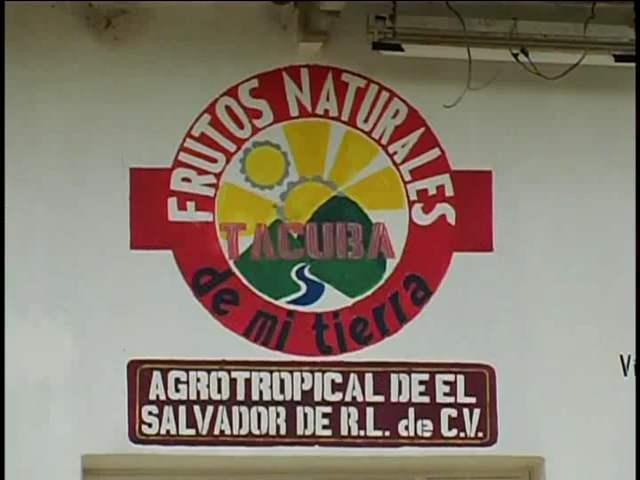 FRUTOS NATURALES
TACUBA
de mi tierra
AGROTROPICAL DE EL
SALVADOR DE R.L. de C.V.
V